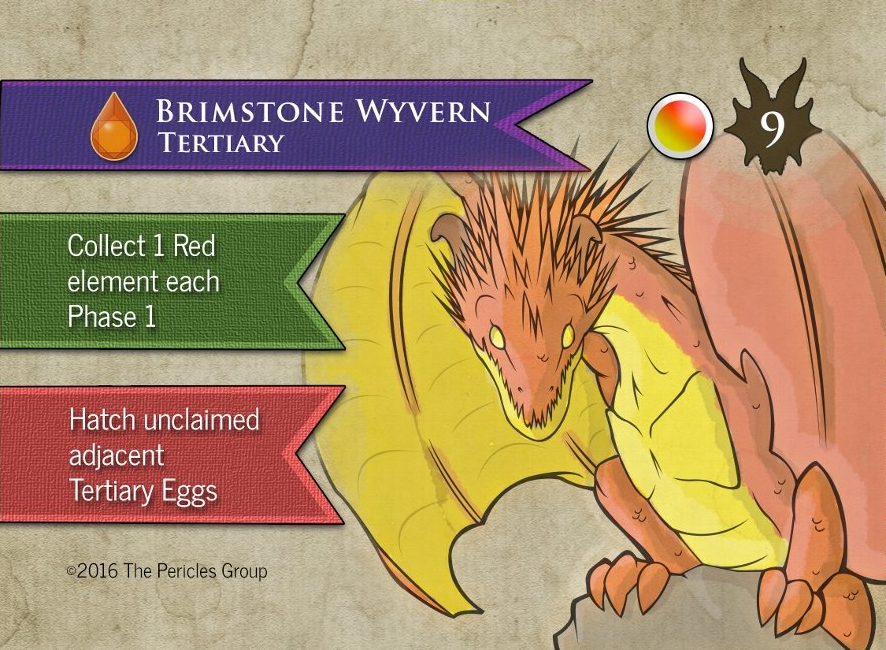 Brimstone Wyvern
Tertiary
9
Collect 1 Red
element each
Phase 1
Hatch unclaimed
adjacent
Tertiary Eggs
©2016 The Pericles Group